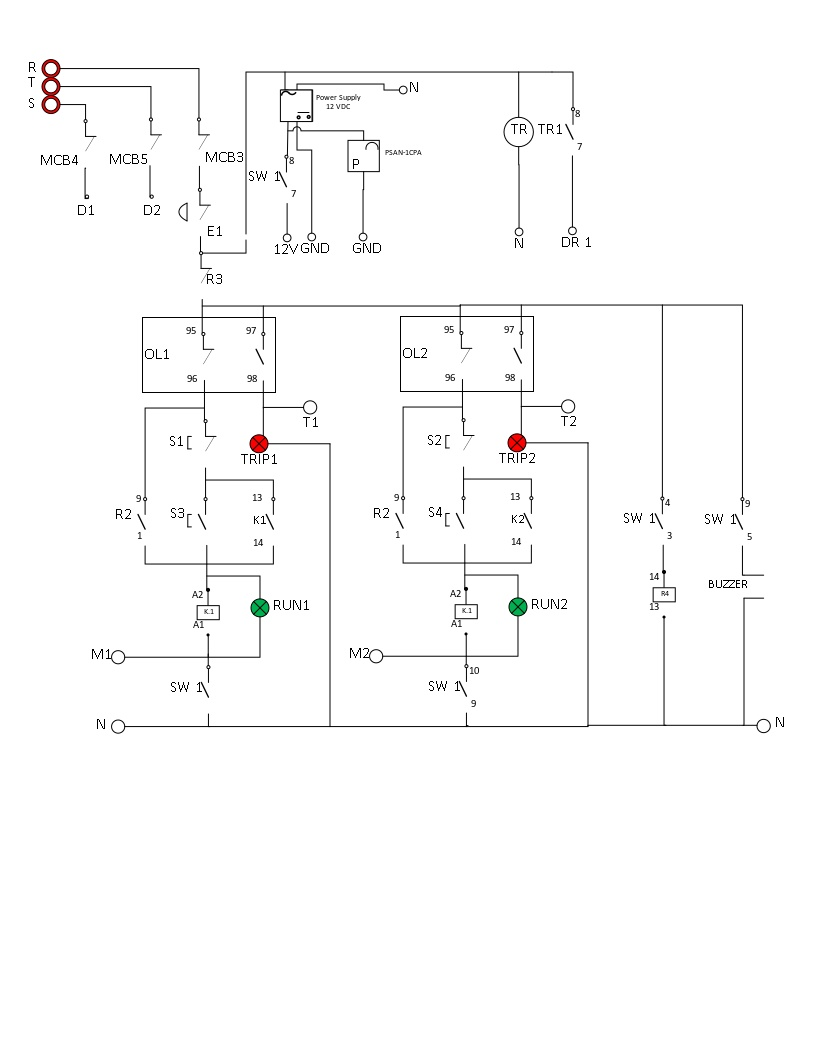 R
T
S
MCB4
MCB5
MCB3
D1
D2
E1
R3
Power Supply
12 VDC
N
PSAN-1CPA
P
SW 1
8
7
12V
GND
GND
TR
TR1
8
7
N
DR 1
OL1
95
97
96
98
T1
S1
TRIP1
9
R2
1
S3
13
K1
14
A2
K.1
A1
RUN1
M1
SW 1
N
OL2
95
97
96
98
T2
S2
TRIP2
9
R2
1
S4
13
K2
14
A2
K.1
A1
RUN2
M2
10
SW 1
9
4
SW 1
3
14
R4
13
9
SW 1
5
BUZZER
N